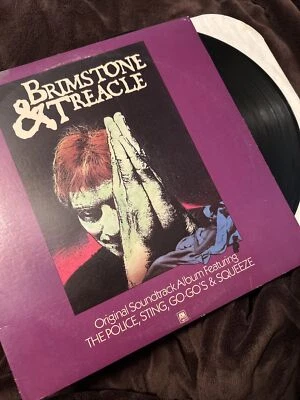 BRIMSTONE
& TREACLE
Original Soundtrack Album Featuring
THE POLICE, STING, GO-GO'S & SQUEEZE
A&M